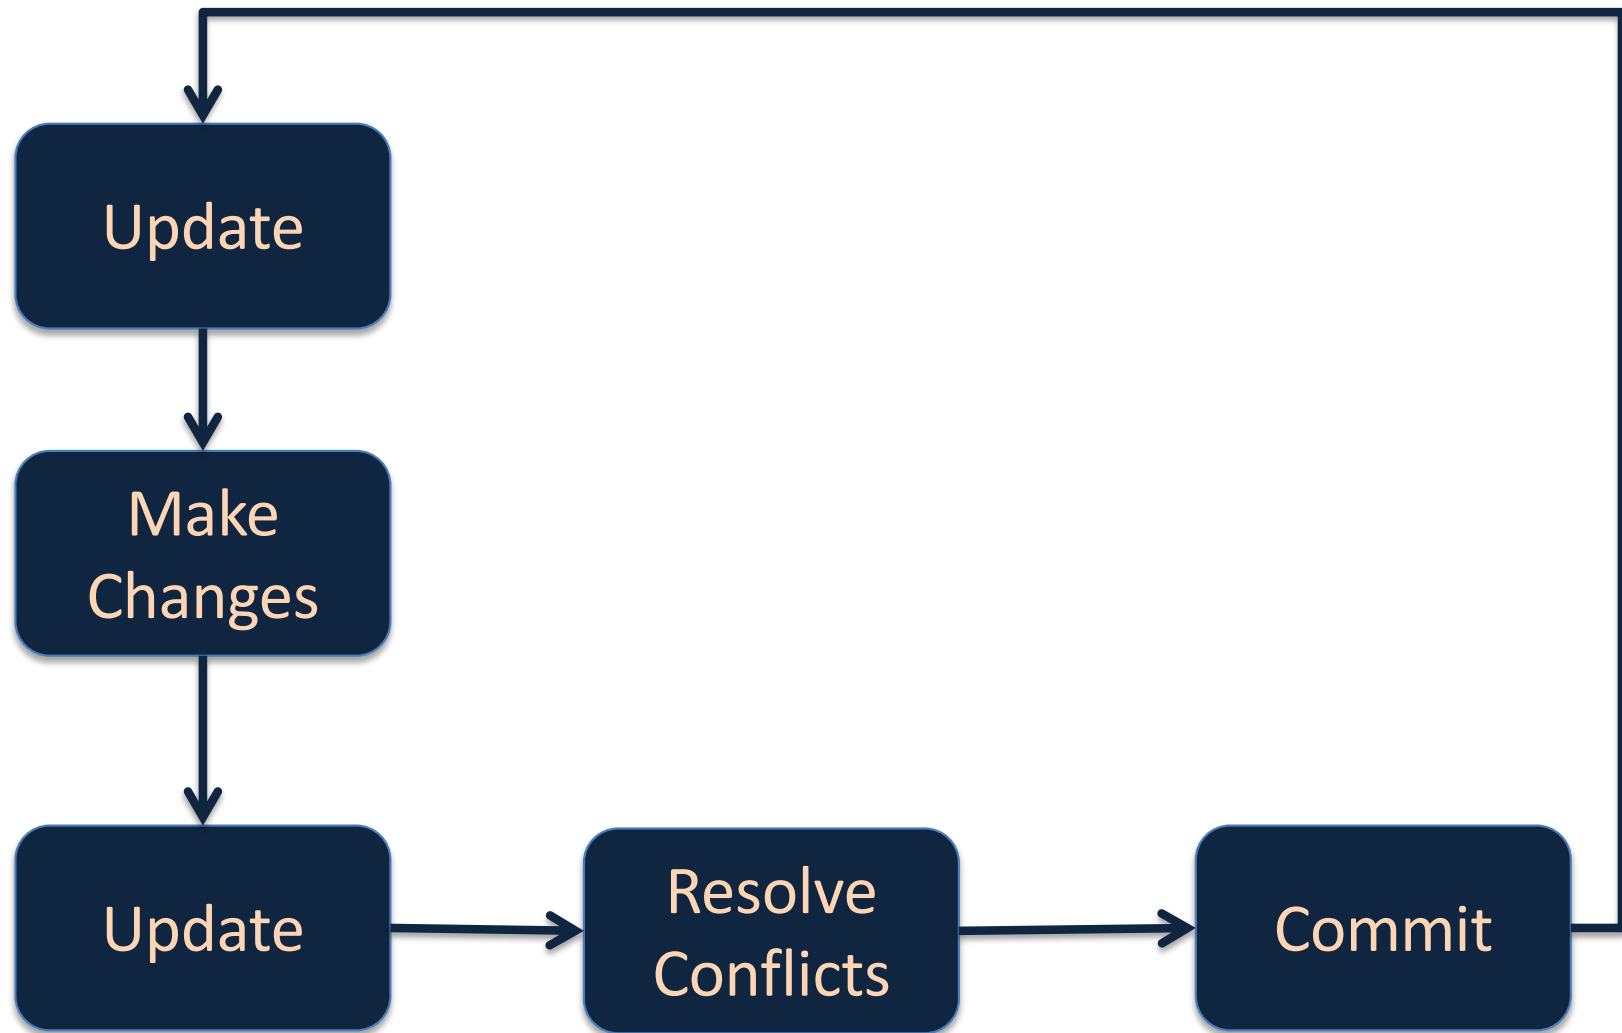 Update
Make
Changes
Update
Resolve
Conflicts
Commit